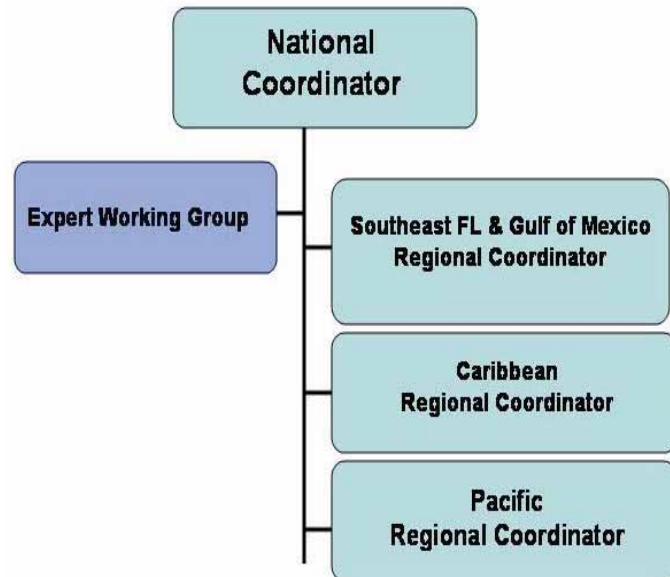 National
Coordinator
Expert Working Group
Southeast FL & Gulf of Mexico
Regional Coordinator
Caribbean
Regional Coordinator
Pacific
Regional Coordinator